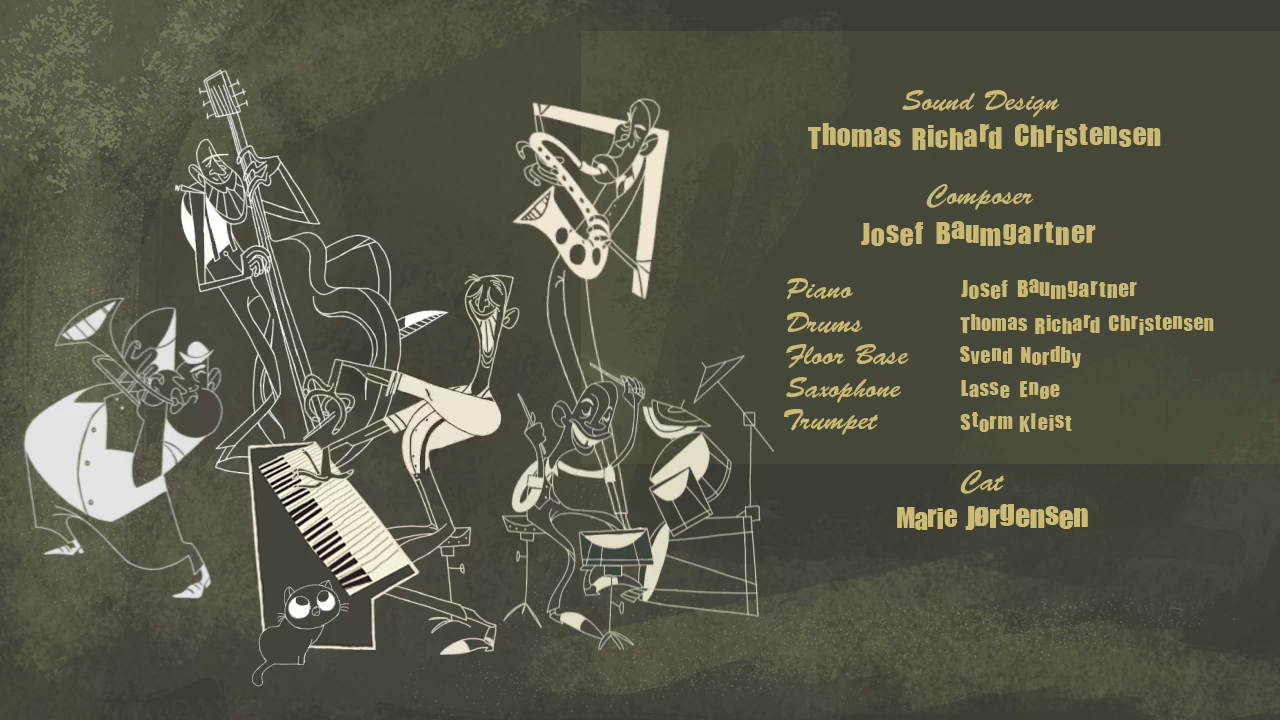 Sound Design
Thomas Richard Christensen
Composer
Josef Baumgartner
Piano Josef Baumgartner
Drums Thomas Richard Christensen
Floor Base Svend Nordby
Saxophone Lasse Enøe
Trumpet Storm Kleist
Cat
Marie Jørgensen